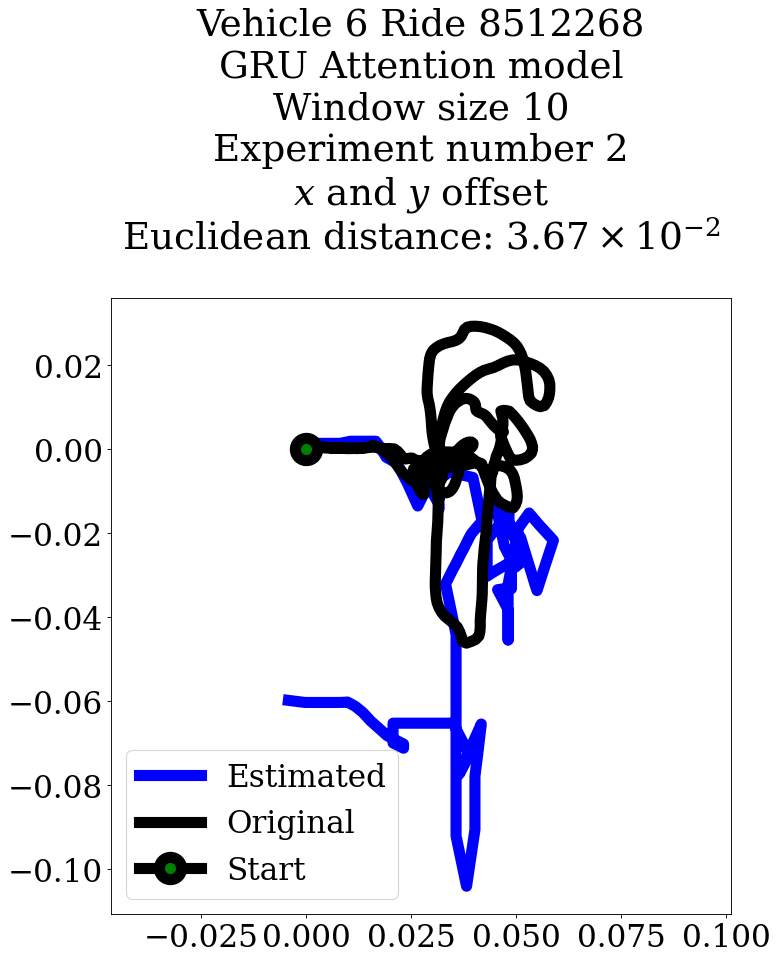 Vehicle 6 Ride 8512268
GRU Attention model
Window size 10
Experiment number 2
x and y offset
Euclidean distance: 3.67 × 10⁻²
0.02
0.00
−0.02
−0.04
−0.06
−0.08
−0.10
Estimated
Original
Start
−0.025 0.000 0.025 0.050 0.075 0.100